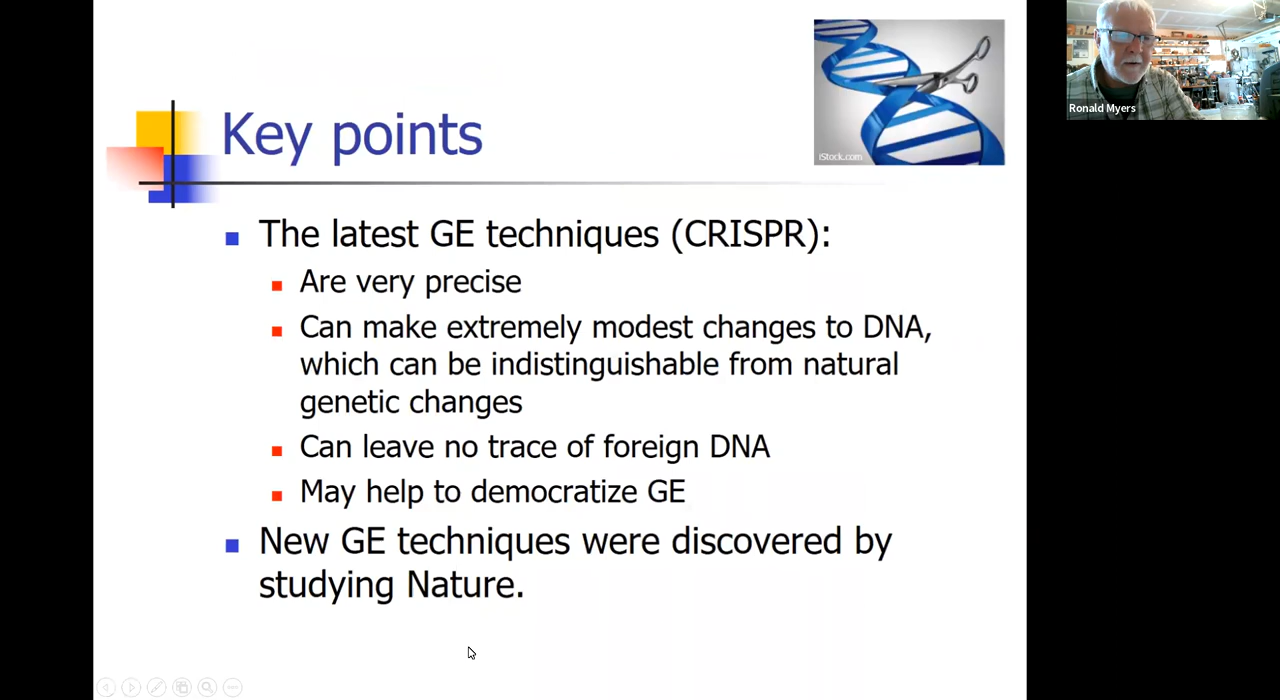 iStock.com
Ronald Myers
Key points
The latest GE techniques (CRISPR):
Are very precise
Can make extremely modest changes to DNA,
which can be indistinguishable from natural
genetic changes
Can leave no trace of foreign DNA
May help to democratize GE
New GE techniques were discovered by
studying Nature.